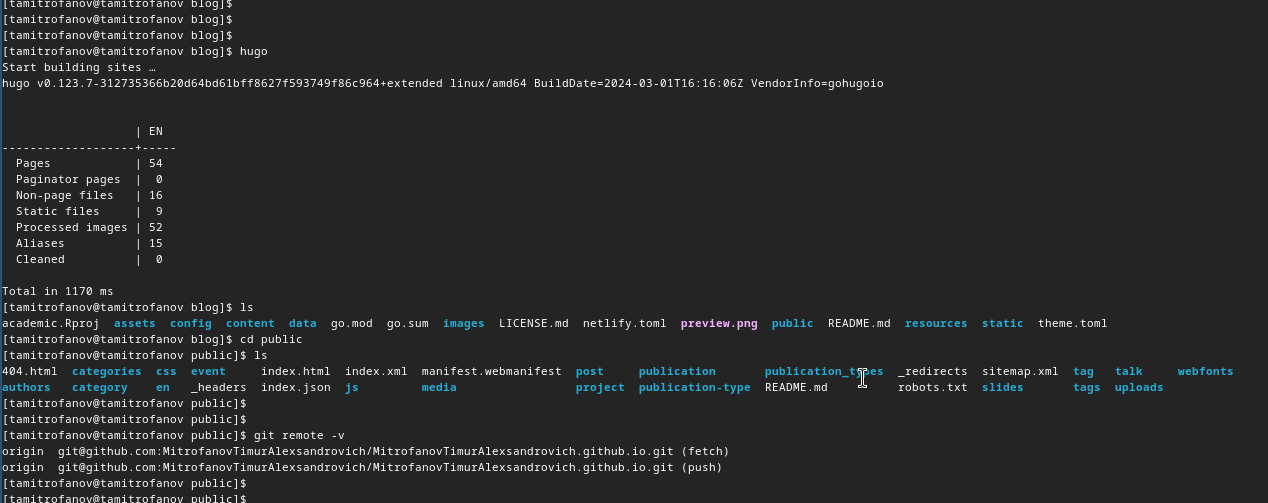 [tamitrofanov@tamitrofanov blog]$
[tamitrofanov@tamitrofanov blog]$
[tamitrofanov@tamitrofanov blog]$
[tamitrofanov@tamitrofanov blog]$ hugo
Start building sites …
hugo v0.123.7-312735366b20d64bd61bff8627f593749f86c964+extended linux/amd64 BuildDate=2024-03-01T16:16:06Z VendorInfo=gohugoio
| EN
-------------------+-----
Pages | 54
Paginator pages | 0
Non-page files | 16
Static files | 9
Processed images | 52
Aliases | 15
Cleaned | 0
Total in 1170 ms
[tamitrofanov@tamitrofanov blog]$ ls
academic.Rproj assets config content data go.mod go.sum images LICENSE.md netlify.toml preview.png public README.md resources static theme.toml
[tamitrofanov@tamitrofanov blog]$ cd public
[tamitrofanov@tamitrofanov public]$ ls
404.html categories css event index.html index.xml manifest.webmanifest post publication publication_types _redirects sitemap.xml tag talk webfonts
authors category en _headers index.json js media project publication-type README.md robots.txt slides tags uploads
[tamitrofanov@tamitrofanov public]$
[tamitrofanov@tamitrofanov public]$
[tamitrofanov@tamitrofanov public]$ git remote -v
origin git@github.com:MitrofanovTimurAlexsandrovich/MitrofanovTimurAlexsandrovich.github.io.git (fetch)
origin git@github.com:MitrofanovTimurAlexsandrovich/MitrofanovTimurAlexsandrovich.github.io.git (push)
[tamitrofanov@tamitrofanov public]$
[tamitrofanov@tamitrofanov public]$